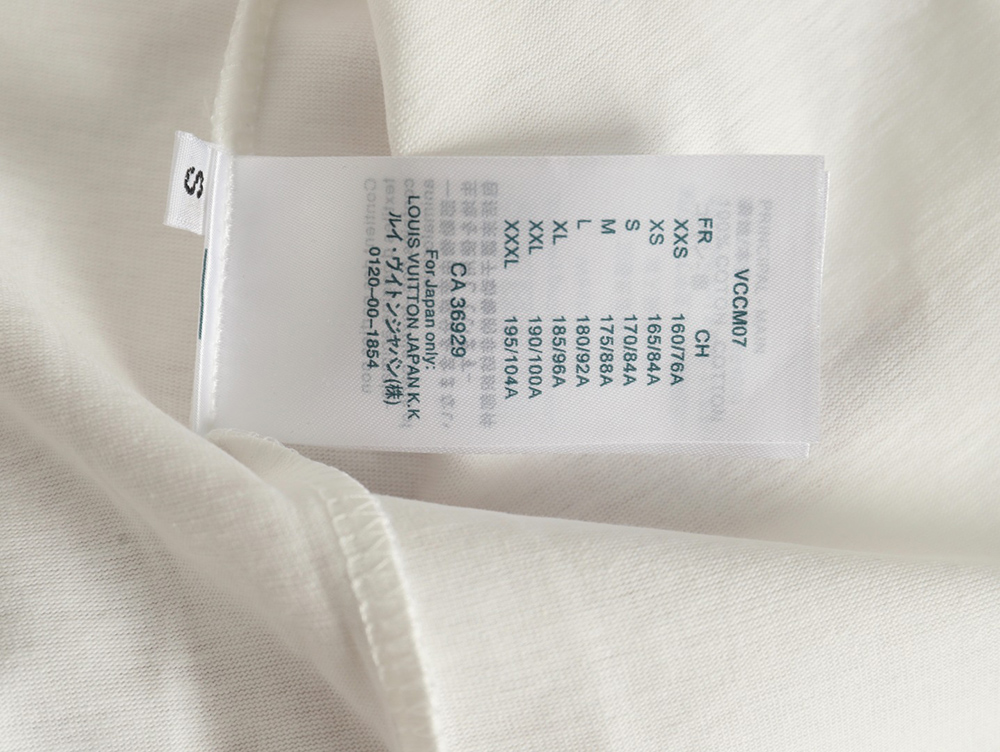 S
VCCM07
FR CH
XXS 160/76A
XS 165/84A
S 170/84A
M 175/88A
L 180/92A
XL 185/96A
XXL 190/100A
XXXL 195/104A
CA 36929
For Japan only:
LOUIS VUITTON JAPAN K.K.
ルイ・ヴィトンジャパン(株)
0120-00-1854